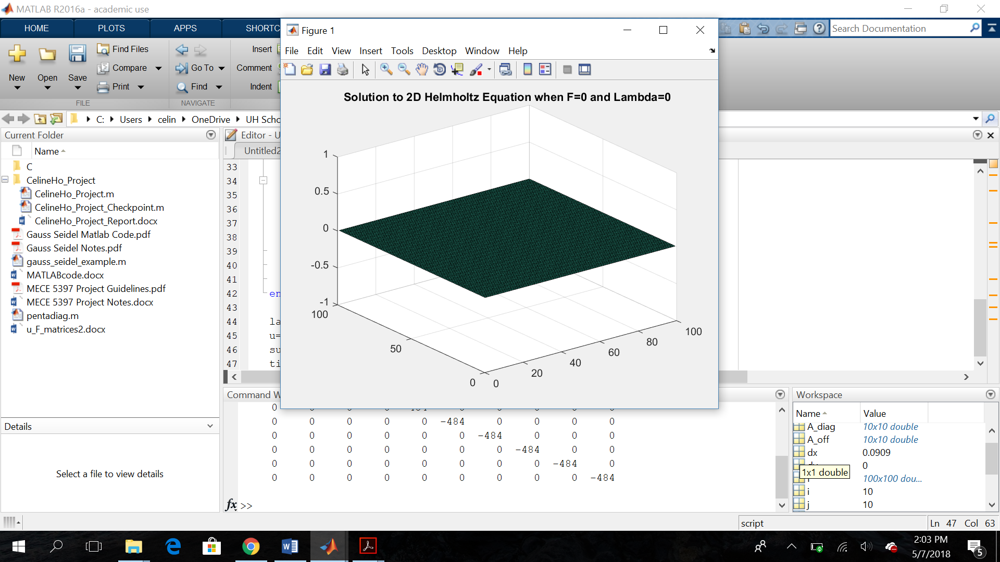 MATLAB R2016a - academic use
HOME PLOTS APPS SHORTC
Search Documentation
New Open Save
Find Files
Compare
Print
Go To
Find
Insert
Comment
Indent
FILE
NAVIGATE
C: Users celin OneDrive UH Scho
Current Folder
Name
C
CelineHo_Project
CelineHo_Project.m
CelineHo_Project_Checkpoint.m
CelineHo_Project_Report.docx
Gauss Seidel Matlab Code.pdf
Gauss Seidel Notes.pdf
gauss_seidel_example.m
MATLABcode.docx
MECE 5397 Project Guidelines.pdf
MECE 5397 Project Notes.docx
pentadiag.m
u_F_matrices2.docx
Details
Select a file to view details
Editor - U
Untitled2
33
34
35
36
37
38
39
40
41
42 en
43
44 la
45 u=
46 su
47 ti
Figure 1
File Edit View Insert Tools Desktop Window Help
Solution to 2D Helmholtz Equation when F=0 and Lambda=0
1
0.5
0
-0.5
-1
100
50
0
0
20
40
60
80
100
Command W
0 0 0 0 -484 0 0 0 0 0
0 0 0 0 0 -484 0 0 0 0
0 0 0 0 0 0 -484 0 0 0
0 0 0 0 0 0 0 -484 0 0
0 0 0 0 0 0 0 0 -484 0
0 0 0 0 0 0 0 0 0 -484
fx >>
Workspace
Name Value
A_diag 10x10 double
A_off 10x10 double
dx 0.0909
0
1x1 double
100x100 dou...
i 10
j 10
script
Ln 47 Col 63
2:03 PM
5/7/2018
5